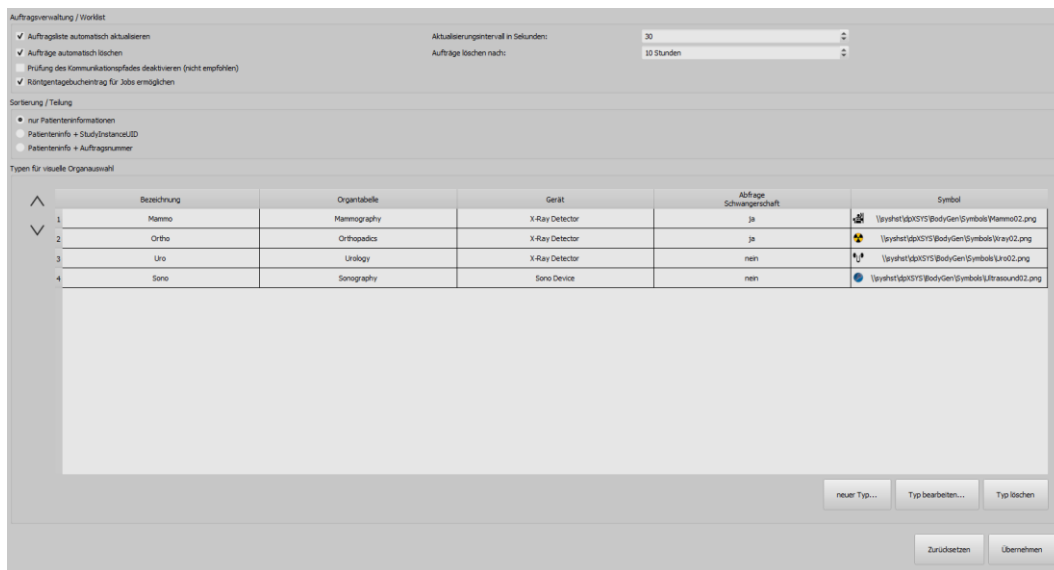 Auftragsverwaltung / Worklist
Auftragsliste automatisch aktualisieren Aktualisierungsintervall in Sekunden: 30
Aufträge automatisch löschen Aufträge löschen nach: 10 Stunden
Prüfung des Kommunikationspfades deaktivieren (nicht empfohlen)
Röntgentagebucheintrag für Jobs ermöglichen
Sortierung / Teilung
nur Patienteninformationen
Patienteninfo + StudyInstanceUID
Patienteninfo + Auftragsnummer
Typen für visuelle Organauswahl
Bezeichnung Organtabelle Gerät Abfrage Schwangerschaft Symbol
1 Mammo Mammography X-Ray Detector ja \\syshst\dpXSYS\BodyGen\Symbols\Mammo02.png
2 Ortho Orthopadics X-Ray Detector ja \\syshst\dpXSYS\BodyGen\Symbols\Xray02.png
3 Uro Urology X-Ray Detector nein \\syshst\dpXSYS\BodyGen\Symbols\Uro02.png
4 Sono Sonography Sono Device nein \\syshst\dpXSYS\BodyGen\Symbols\Ultrasound02.png
neuer Typ... Typ bearbeiten... Typ löschen
Zurücksetzen Übernehmen